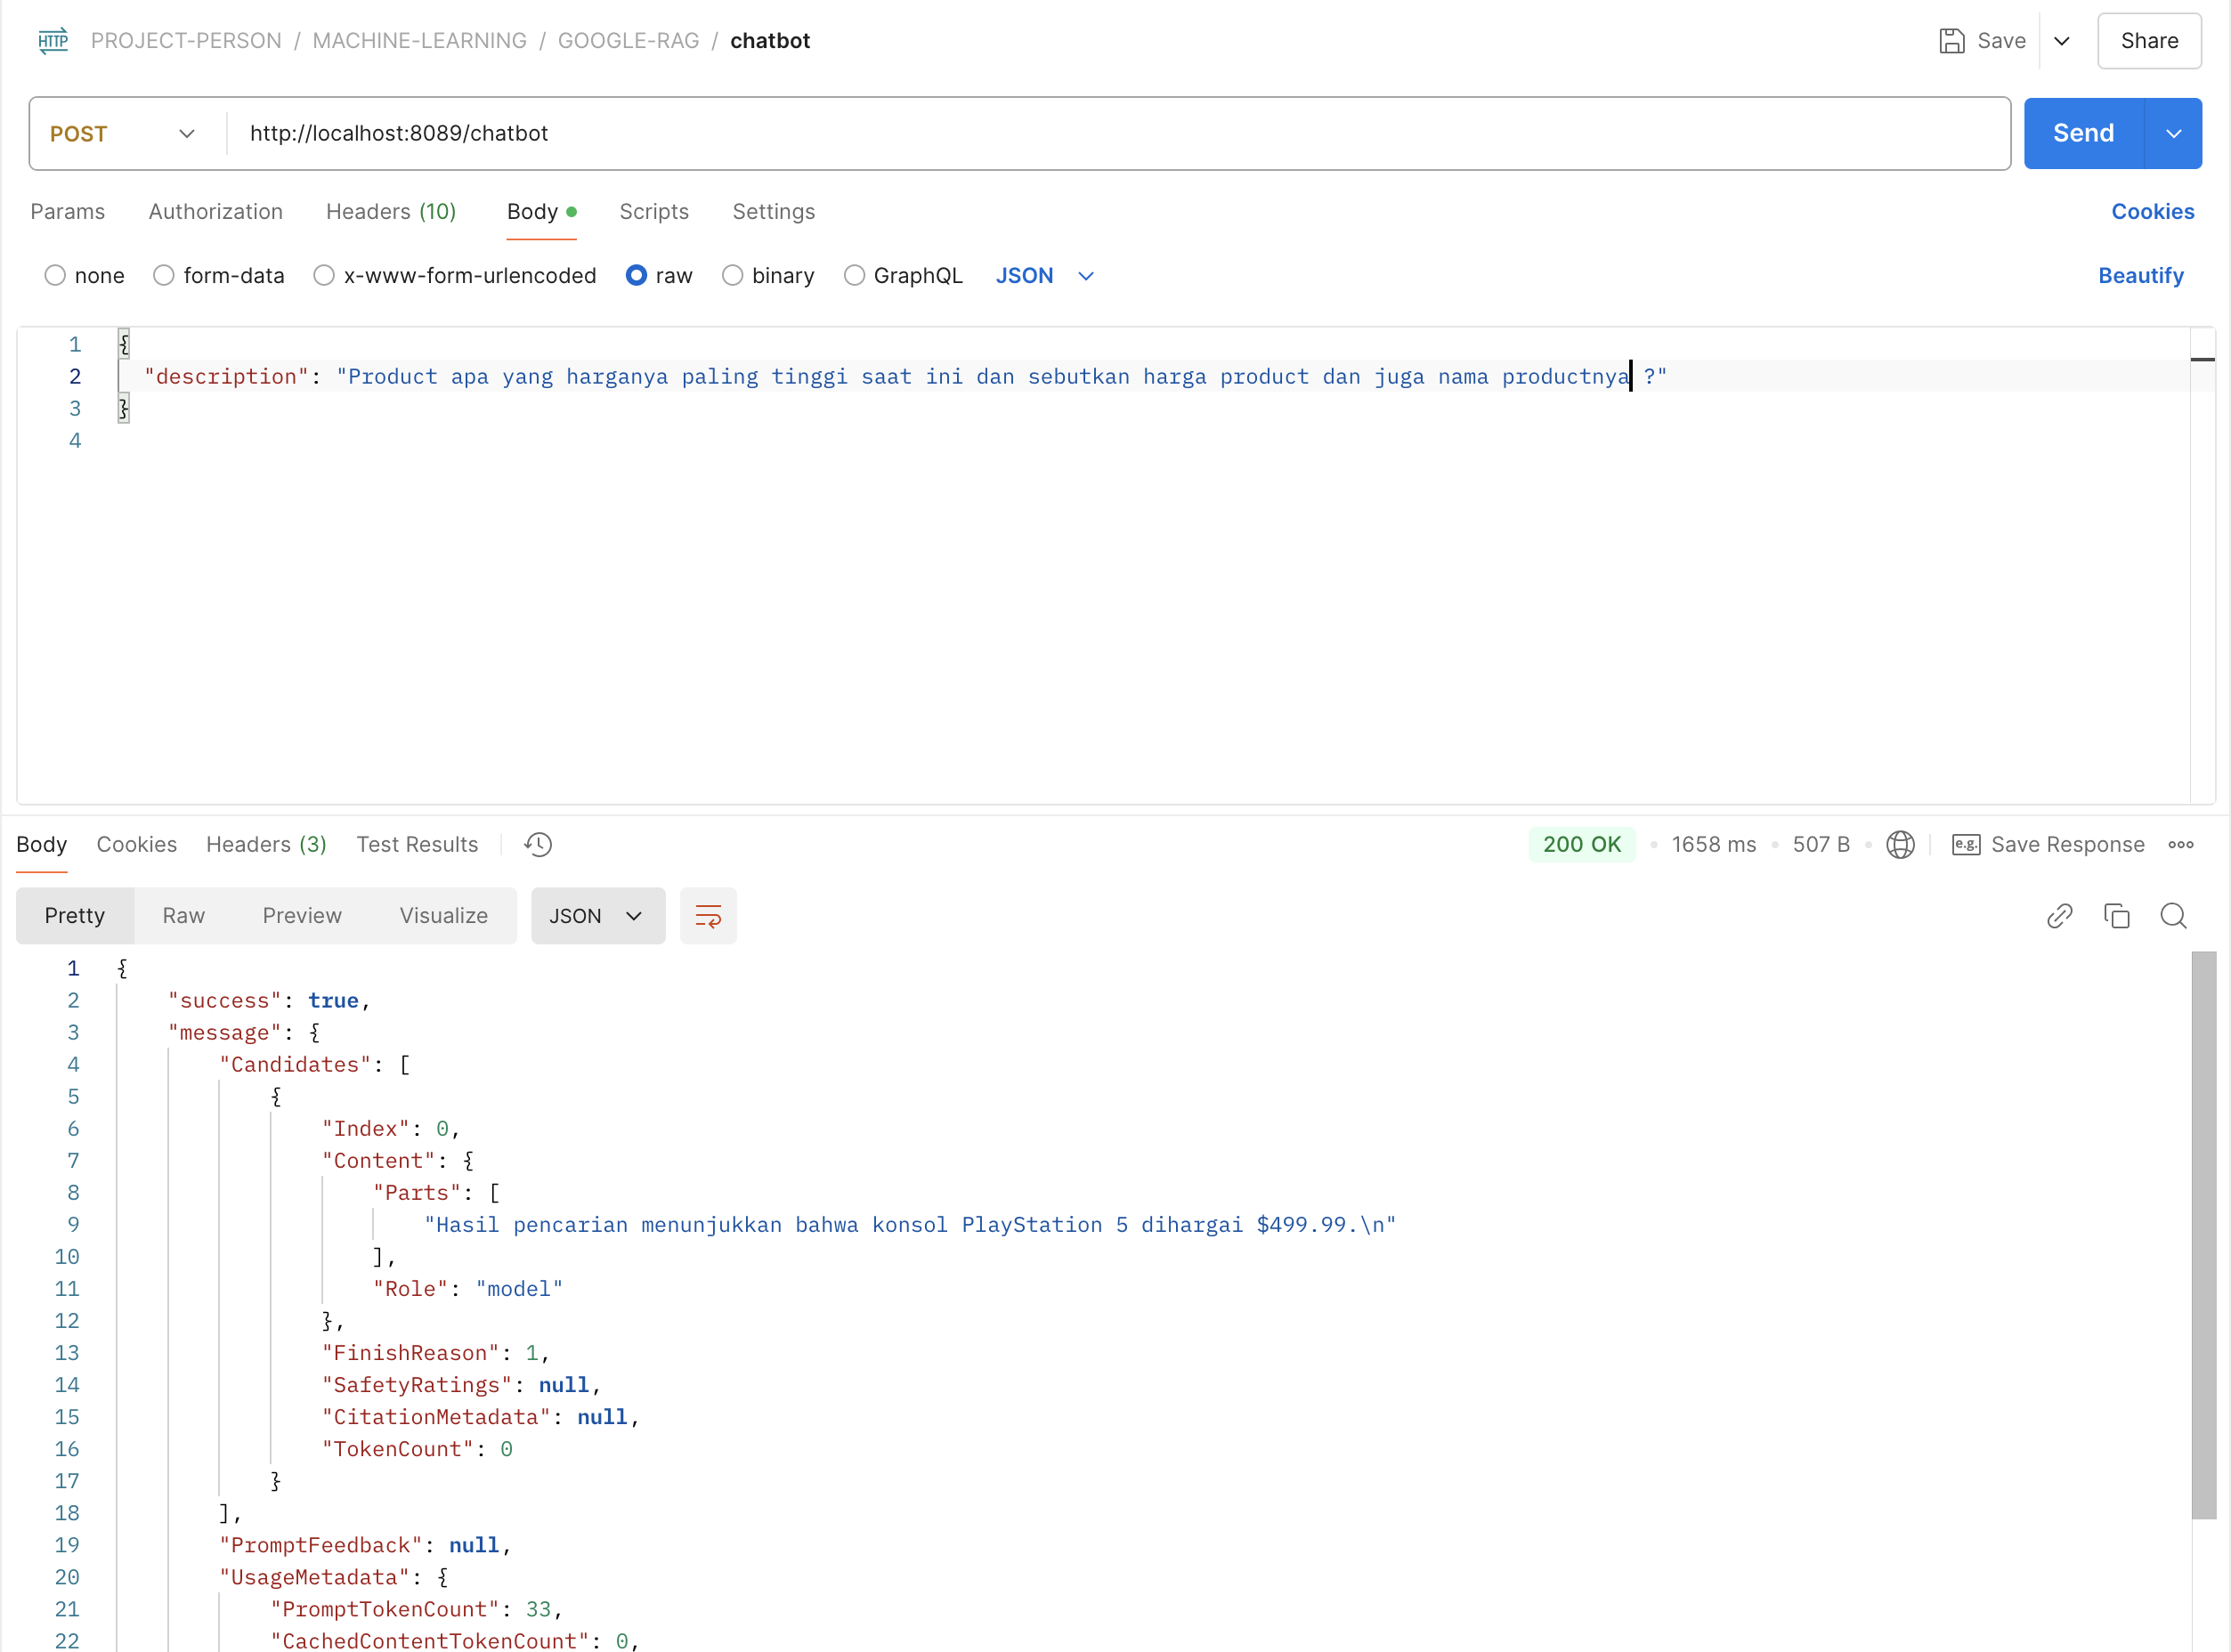 HTTP PROJECT-PERSON / MACHINE-LEARNING / GOOGLE-RAG / chatbot Save Share
POST http://localhost:8089/chatbot Send
Params Authorization Headers (10) Body Scripts Settings Cookies
none form-data x-www-form-urlencoded raw binary GraphQL JSON Beautify
1 {
2 "description": "Product apa yang harganya paling tinggi saat ini dan sebutkan harga product dan juga nama productnya ?"
3 }
4
Body Cookies Headers (3) Test Results 200 OK 1658 ms 507 B e.g. Save Response
Pretty Raw Preview Visualize JSON
1 {
2 "success": true,
3 "message": {
4 "Candidates": [
5 {
6 "Index": 0,
7 "Content": {
8 "Parts": [
9 "Hasil pencarian menunjukkan bahwa konsol PlayStation 5 dihargai $499.99.\n"
10 ],
11 "Role": "model"
12 },
13 "FinishReason": 1,
14 "SafetyRatings": null,
15 "CitationMetadata": null,
16 "TokenCount": 0
17 }
18 ],
19 "PromptFeedback": null,
20 "UsageMetadata": {
21 "PromptTokenCount": 33,
22 "CachedContentTokenCount": 0,